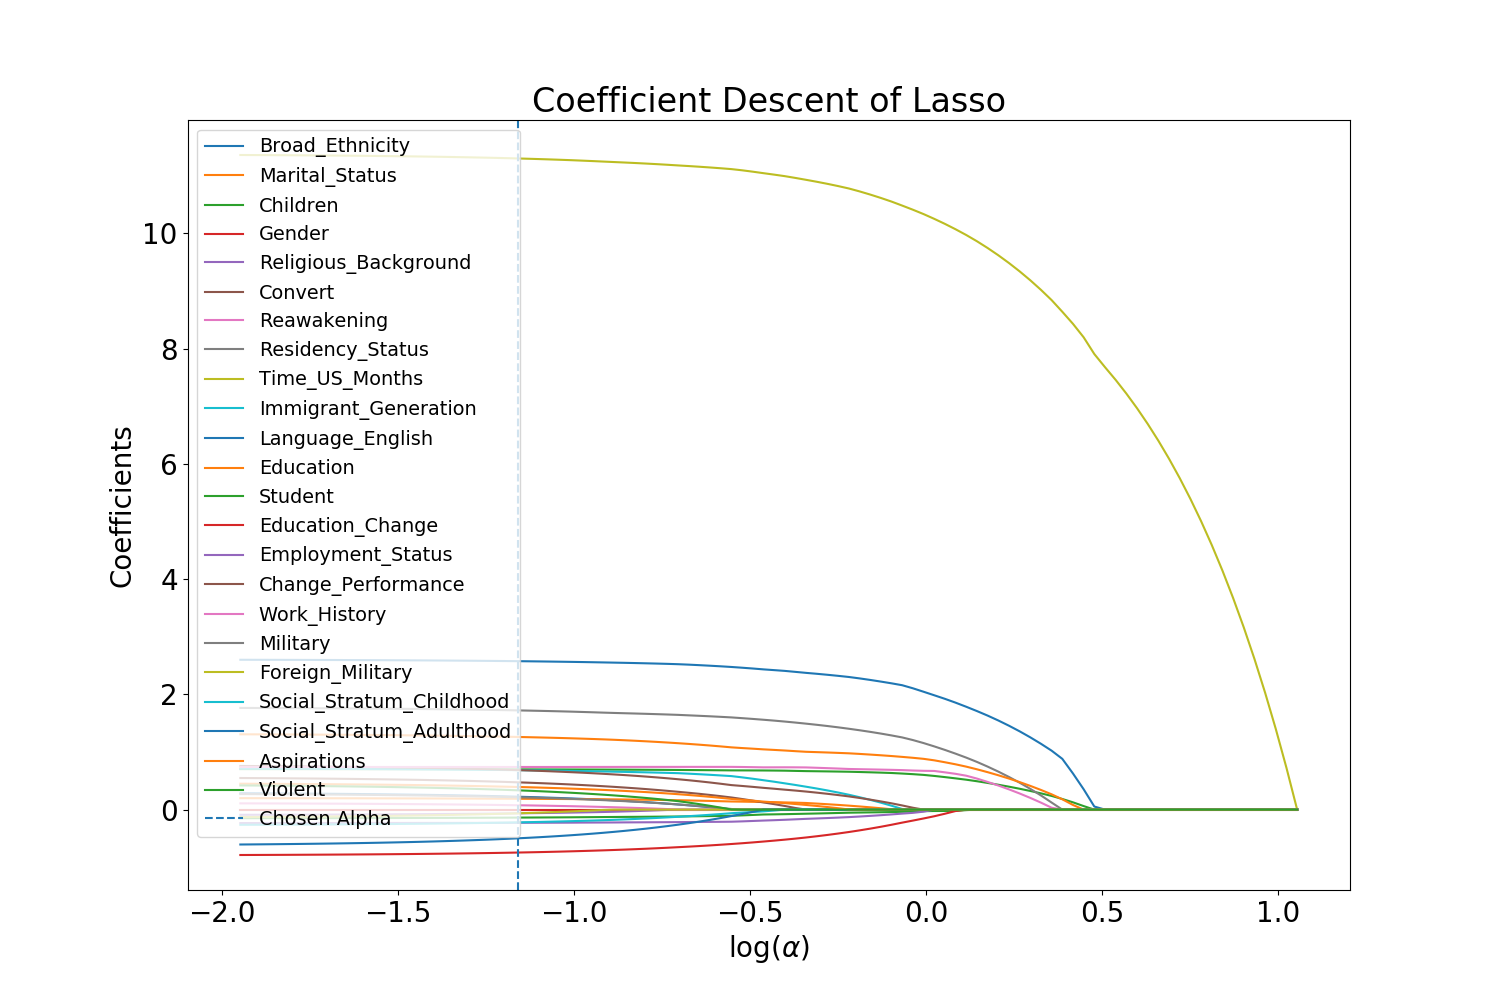 Coefficient Descent of Lasso
Broad_Ethnicity
Marital_Status
Children
Gender
Religious_Background
Convert
Reawakening
Residency_Status
Time_US_Months
Immigrant_Generation
Language_English
Education
Student
Education_Change
Employment_Status
Change_Performance
Work_History
Military
Foreign_Military
Social_Stratum_Childhood
Social_Stratum_Adulthood
Aspirations
Violent
Chosen Alpha
Coefficients
10
8
6
4
2
0
−2.0 −1.5 −1.0 −0.5 0.0 0.5 1.0
log(α)